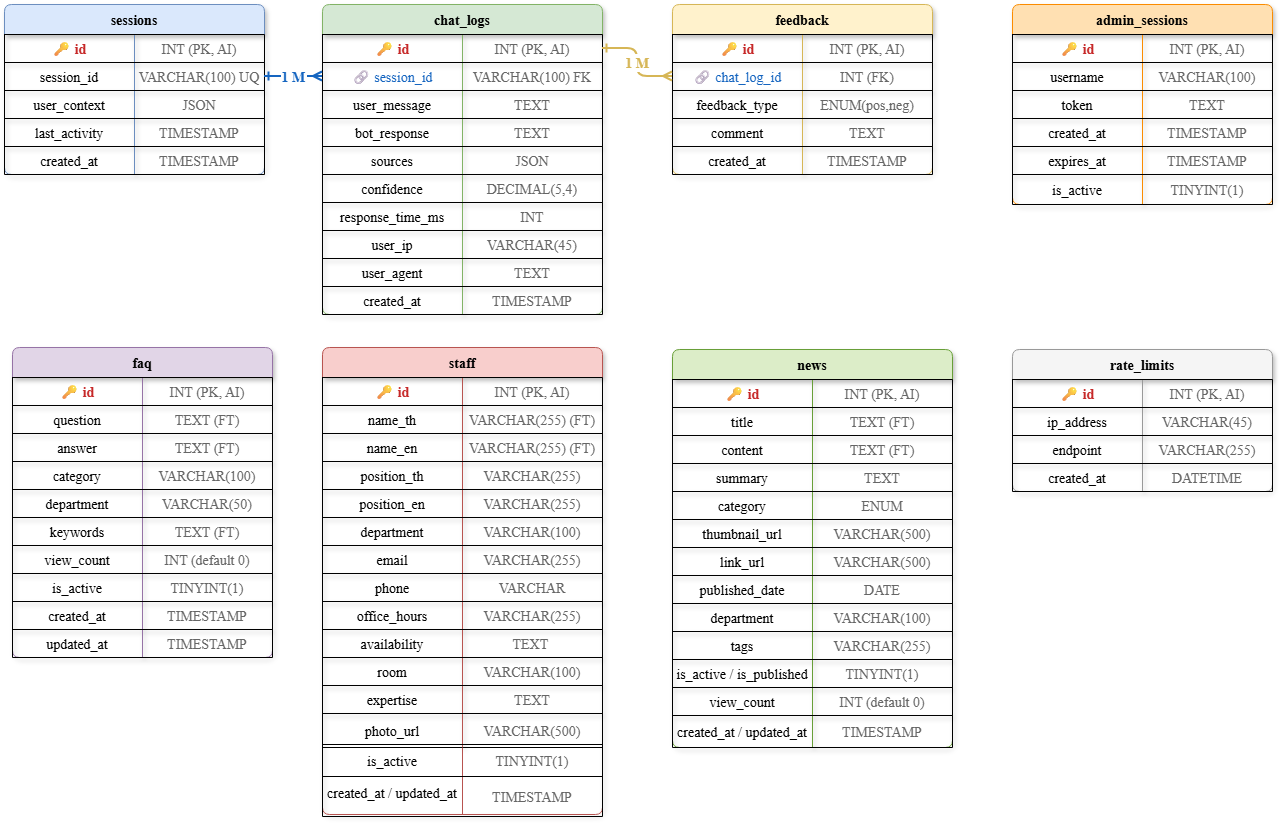 sessions
id INT (PK, AI)
session_id VARCHAR(100) UQ
user_context JSON
last_activity TIMESTAMP
created_at TIMESTAMP
1 M
chat_logs
id INT (PK, AI)
session_id VARCHAR(100) FK
user_message TEXT
bot_response TEXT
sources JSON
confidence DECIMAL(5,4)
response_time_ms INT
user_ip VARCHAR(45)
user_agent TEXT
created_at TIMESTAMP
1 M
feedback
id INT (PK, AI)
chat_log_id INT (FK)
feedback_type ENUM(pos,neg)
comment TEXT
created_at TIMESTAMP
admin_sessions
id INT (PK, AI)
username VARCHAR(100)
token TEXT
created_at TIMESTAMP
expires_at TIMESTAMP
is_active TINYINT(1)
faq
id INT (PK, AI)
question TEXT (FT)
answer TEXT (FT)
category VARCHAR(100)
department VARCHAR(50)
keywords TEXT (FT)
view_count INT (default 0)
is_active TINYINT(1)
created_at TIMESTAMP
updated_at TIMESTAMP
staff
id INT (PK, AI)
name_th VARCHAR(255) (FT)
name_en VARCHAR(255) (FT)
position_th VARCHAR(255)
position_en VARCHAR(255)
department VARCHAR(100)
email VARCHAR(255)
phone VARCHAR
office_hours VARCHAR(255)
availability TEXT
room VARCHAR(100)
expertise TEXT
photo_url VARCHAR(500)
is_active TINYINT(1)
created_at / updated_at TIMESTAMP
news
id INT (PK, AI)
title TEXT (FT)
content TEXT (FT)
summary TEXT
category ENUM
thumbnail_url VARCHAR(500)
link_url VARCHAR(500)
published_date DATE
department VARCHAR(100)
tags VARCHAR(255)
is_active / is_published TINYINT(1)
view_count INT (default 0)
created_at / updated_at TIMESTAMP
rate_limits
id INT (PK, AI)
ip_address VARCHAR(45)
endpoint VARCHAR(255)
created_at DATETIME